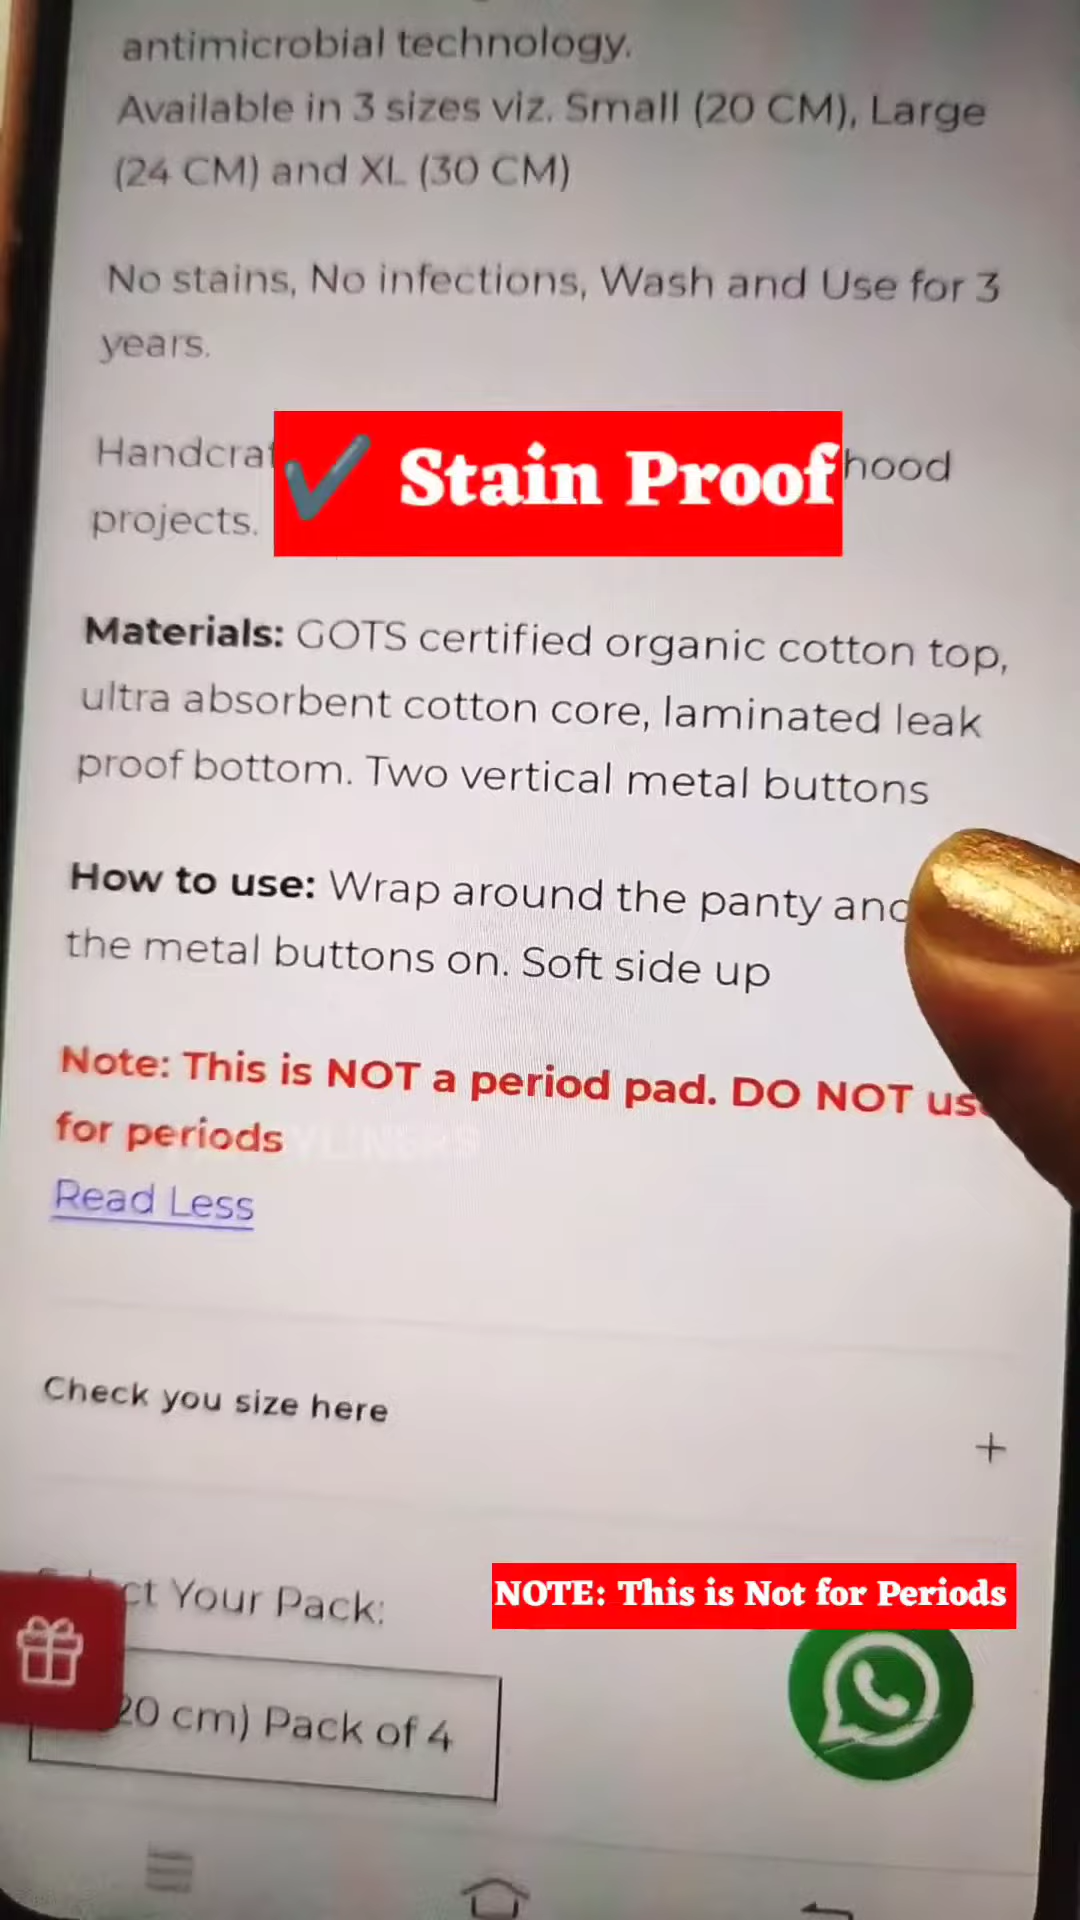 antimicrobial technology.
Available in 3 sizes viz. Small (20 CM), Large
(24 CM) and XL (30 CM)
No stains, No infections, Wash and Use for 3
years.
✔ Stain Proof
hood
projects.
Materials: GOTS certified organic cotton top,
ultra absorbent cotton core, laminated leak
proof bottom. Two vertical metal buttons
How to use: Wrap around the panty and
the metal buttons on. Soft side up
Note: This is NOT a period pad. DO NOT us
for periods
Read Less
Check you size here
+
ct Your Pack:
NOTE: This is Not for Periods
20 cm) Pack of 4